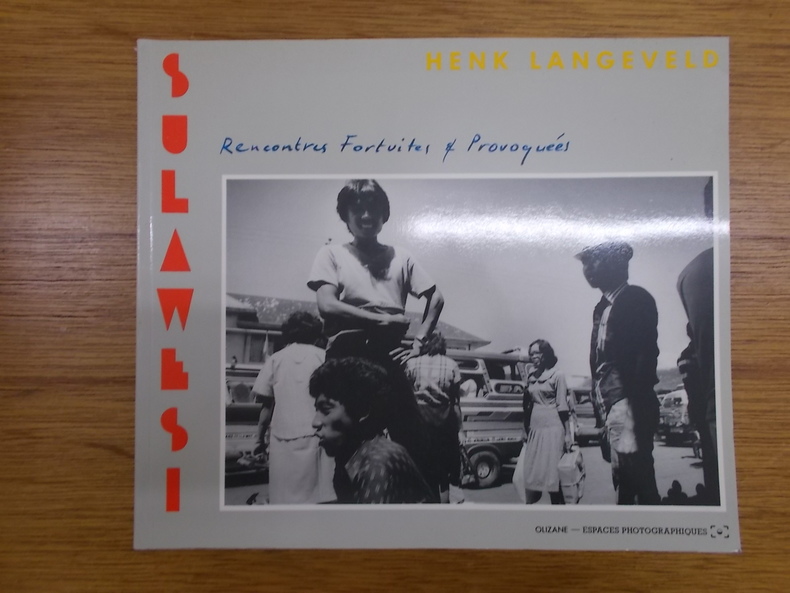 HENK LANGEVELD
SULAWESI
Rencontres Fortuites & Provoquées
OLIZANE — ESPACES PHOTOGRAPHIQUES